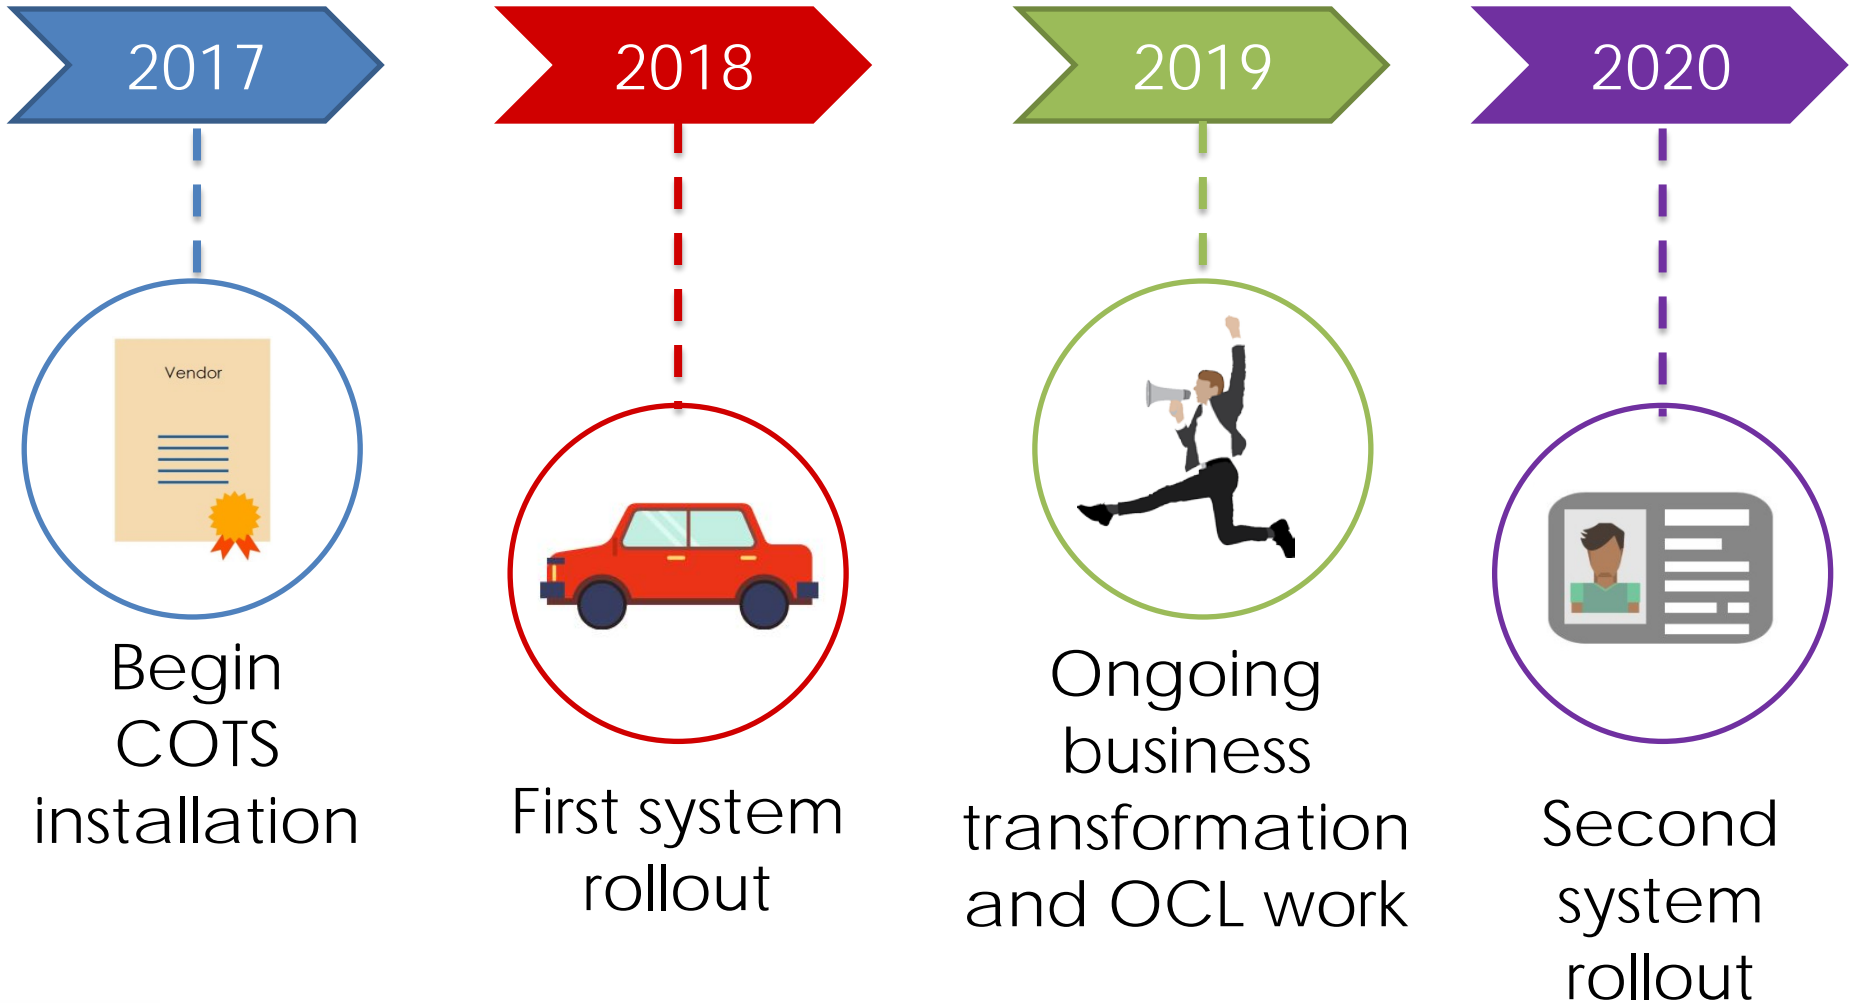 2017
2018
2019
2020
Vendor
Begin
COTS
installation
First system
rollout
Ongoing
business
transformation
and OCL work
Second
system
rollout